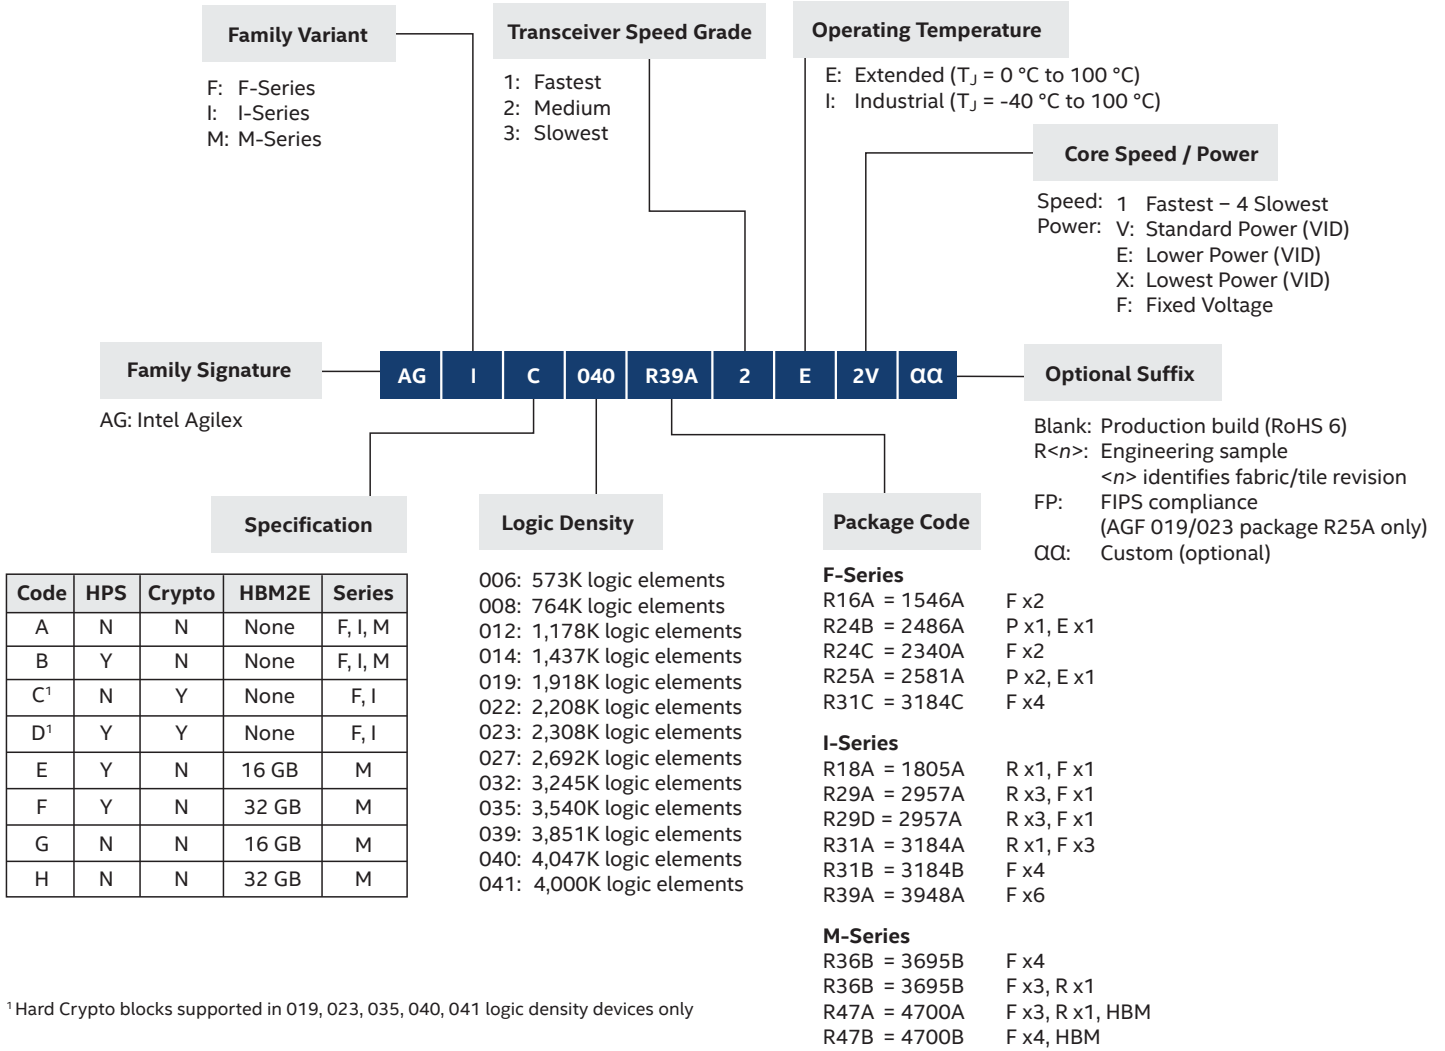 Family Variant
F: F-Series
I: I-Series
M: M-Series
Transceiver Speed Grade
1: Fastest
2: Medium
3: Slowest
Operating Temperature
E: Extended (TJ = 0 °C to 100 °C)
I: Industrial (TJ = -40 °C to 100 °C)
Core Speed / Power
Speed: 1 Fastest – 4 Slowest
Power: V: Standard Power (VID)
E: Lower Power (VID)
X: Lowest Power (VID)
F: Fixed Voltage
Family Signature
AG: Intel Agilex
AG I C 040 R39A 2 E 2V αα
Optional Suffix
Blank: Production build (RoHS 6)
R<n>: Engineering sample
<n> identifies fabric/tile revision
FP: FIPS compliance
(AGF 019/023 package R25A only)
αα: Custom (optional)
Specification
Code HPS Crypto HBM2E Series
A N N None F, I, M
B Y N None F, I, M
C¹ N Y None F, I
D¹ Y Y None F, I
E Y N 16 GB M
F Y N 32 GB M
G N N 16 GB M
H N N 32 GB M
Logic Density
006: 573K logic elements
008: 764K logic elements
012: 1,178K logic elements
014: 1,437K logic elements
019: 1,918K logic elements
022: 2,208K logic elements
023: 2,308K logic elements
027: 2,692K logic elements
032: 3,245K logic elements
035: 3,540K logic elements
039: 3,851K logic elements
040: 4,047K logic elements
041: 4,000K logic elements
Package Code
F-Series
R16A = 1546A F x2
R24B = 2486A P x1, E x1
R24C = 2340A F x2
R25A = 2581A P x2, E x1
R31C = 3184C F x4
I-Series
R18A = 1805A R x1, F x1
R29A = 2957A R x3, F x1
R29D = 2957A R x3, F x1
R31A = 3184A R x1, F x3
R31B = 3184B F x4
R39A = 3948A F x6
M-Series
R36B = 3695B F x4
R36B = 3695B F x3, R x1
R47A = 4700A F x3, R x1, HBM
R47B = 4700B F x4, HBM
¹ Hard Crypto blocks supported in 019, 023, 035, 040, 041 logic density devices only